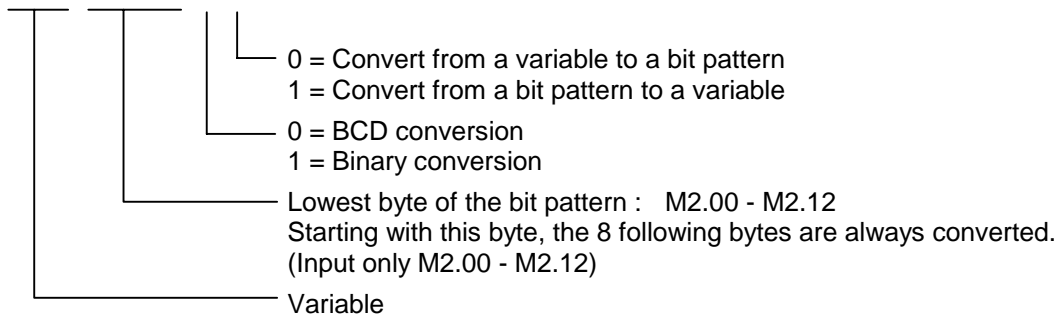 0 = Convert from a variable to a bit pattern
1 = Convert from a bit pattern to a variable
0 = BCD conversion
1 = Binary conversion
Lowest byte of the bit pattern : M2.00 - M2.12
Starting with this byte, the 8 following bytes are always converted.
(Input only M2.00 - M2.12)
Variable